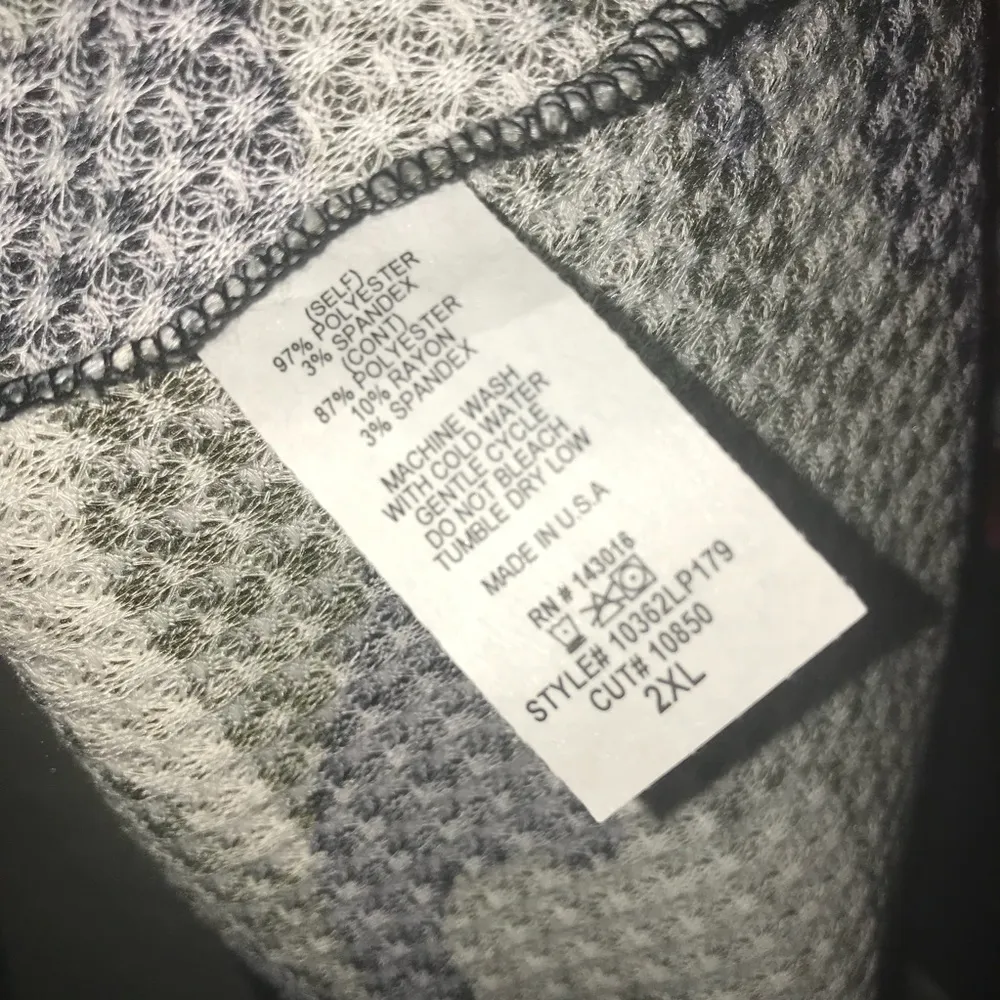 (SELF)
97% POLYESTER
3% SPANDEX
(CONT)
87% POLYESTER
10% RAYON
3% SPANDEX
MACHINE WASH
WITH COLD WATER
GENTLE CYCLE
DO NOT BLEACH
TUMBLE DRY LOW
MADE IN U.S.A
RN # 143016
STYLE# 10362LP179
CUT# 10850
2XL